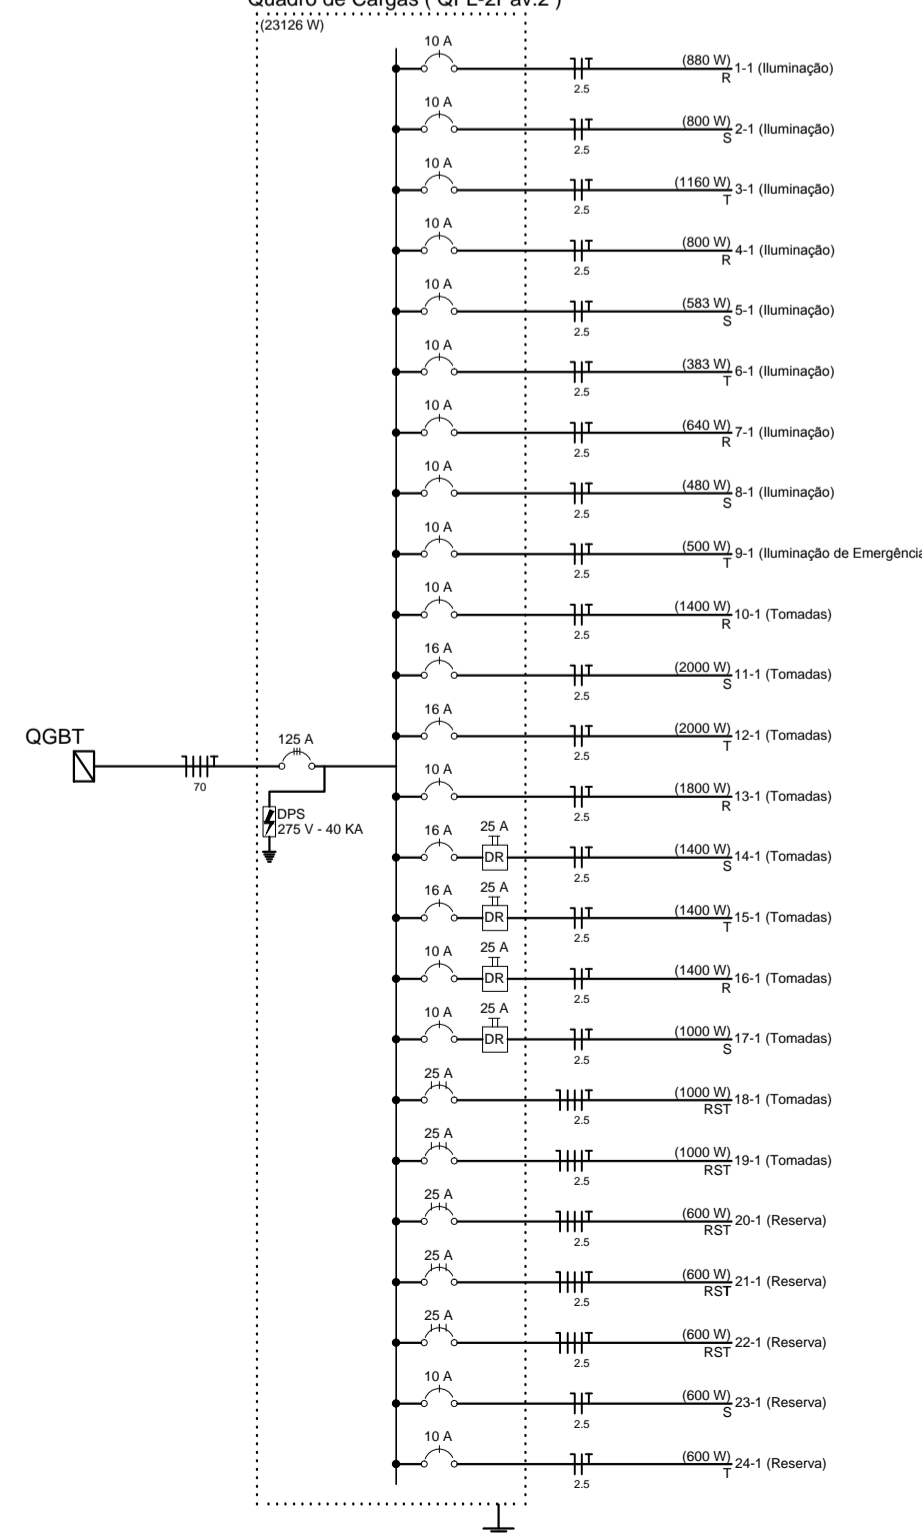 Quadro de Cargas ( QFL-2Pav.2 )
(23126 W)
10 A
2.5
(880 W)
R
1-1 (Iluminação)
10 A
2.5
(800 W)
S
2-1 (Iluminação)
10 A
2.5
(1160 W)
T
3-1 (Iluminação)
10 A
2.5
(800 W)
R
4-1 (Iluminação)
10 A
2.5
(583 W)
S
5-1 (Iluminação)
10 A
2.5
(383 W)
T
6-1 (Iluminação)
10 A
2.5
(640 W)
R
7-1 (Iluminação)
10 A
2.5
(480 W)
S
8-1 (Iluminação)
10 A
2.5
(500 W)
T
9-1 (Iluminação de Emergência
10 A
2.5
(1400 W)
R
10-1 (Tomadas)
16 A
2.5
(2000 W)
S
11-1 (Tomadas)
16 A
2.5
(2000 W)
T
12-1 (Tomadas)
QGBT
70
125 A
DPS
275 V - 40 KA
10 A
2.5
(1800 W)
R
13-1 (Tomadas)
16 A
25 A
DR
2.5
(1400 W)
S
14-1 (Tomadas)
16 A
25 A
DR
2.5
(1400 W)
T
15-1 (Tomadas)
10 A
25 A
DR
2.5
(1400 W)
R
16-1 (Tomadas)
10 A
25 A
DR
2.5
(1000 W)
S
17-1 (Tomadas)
25 A
2.5
(1000 W)
RST
18-1 (Tomadas)
25 A
2.5
(1000 W)
RST
19-1 (Tomadas)
25 A
2.5
(600 W)
RST
20-1 (Reserva)
25 A
2.5
(600 W)
RST
21-1 (Reserva)
25 A
2.5
(600 W)
RST
22-1 (Reserva)
10 A
2.5
(600 W)
S
23-1 (Reserva)
10 A
2.5
(600 W)
T
24-1 (Reserva)